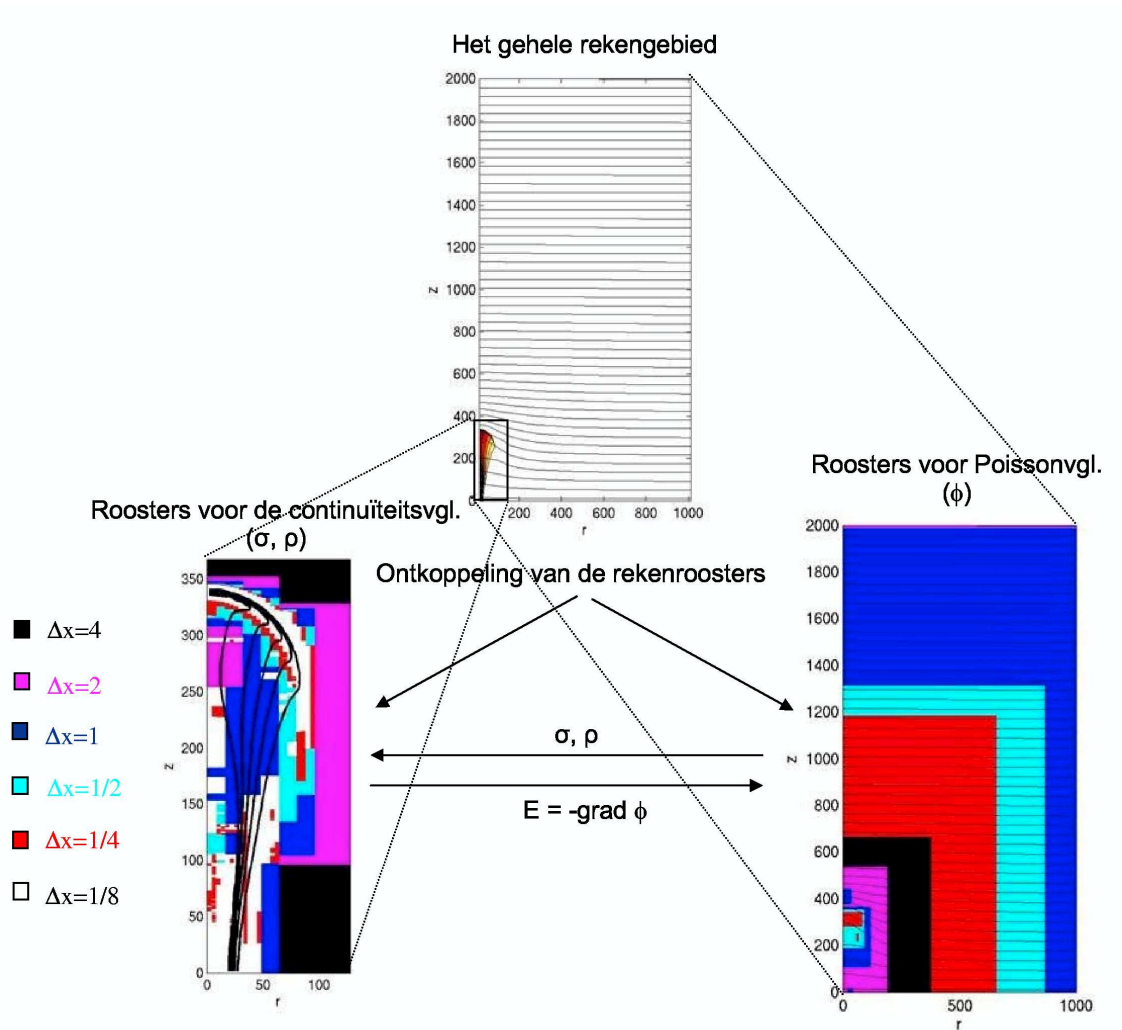 Het gehele rekengebied
2000
1800
1600
1400
1200
z 1000
800
600
400
200
0
200 400 600 800 1000
r
Roosters voor de continuïteitsvgl.
(σ, ρ)
350
300
250
200
z
150
100
50
0
0 50 100
r
Δx=4
Δx=2
Δx=1
Δx=1/2
Δx=1/4
Δx=1/8
Ontkoppeling van de rekenroosters
σ, ρ
E = -grad ϕ
Roosters voor Poissonvgl.
(ϕ)
2000
1800
1600
1400
1200
z 1000
800
600
400
200
0
0 500 1000
r